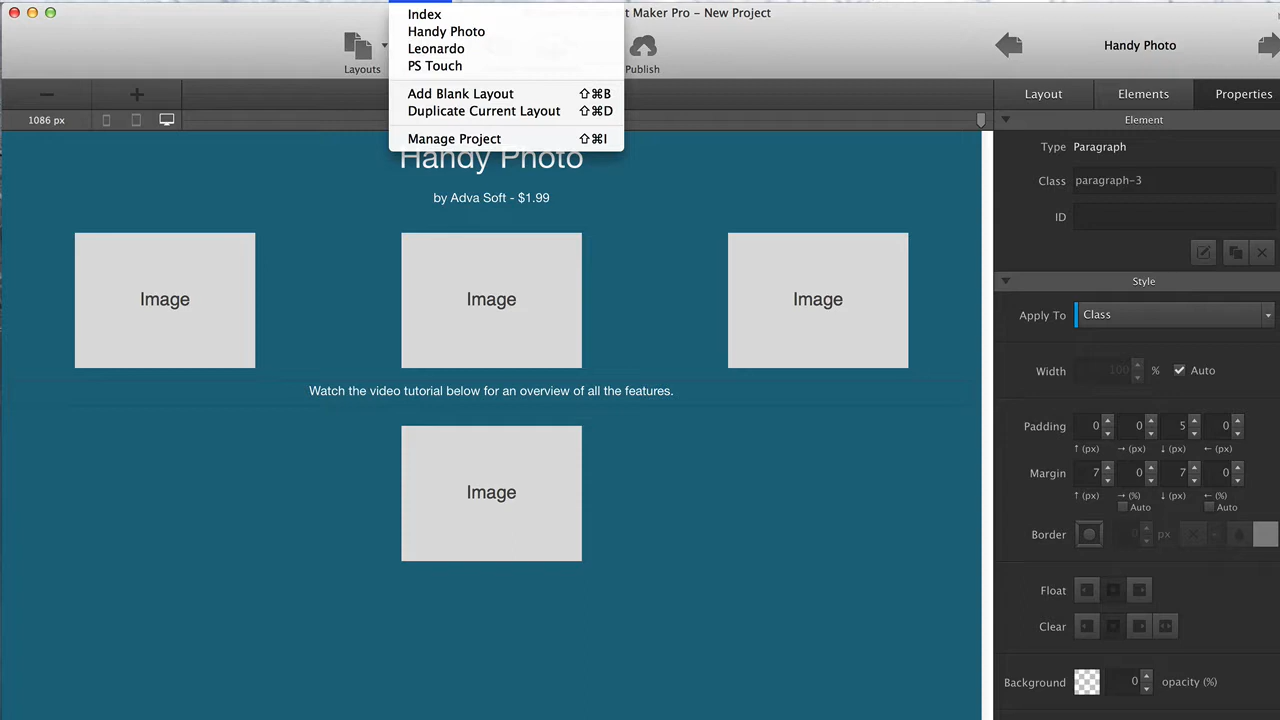 Index
Handy Photo
Leonardo
PS Touch
Add Blank Layout ⇧⌘B
Duplicate Current Layout ⇧⌘D
Manage Project ⇧⌘I
Maker Pro – New Project
Layouts
Publish
Handy Photo
Layout
Elements
Properties
1086 px
Handy Photo
by Adva Soft - $1.99
Image
Image
Image
Watch the video tutorial below for an overview of all the features.
Image
Element
Type Paragraph
Class paragraph-3
ID
Style
Apply To Class
Width 100 % Auto
Padding 0 0 5 0
↑ (px) → (px) ↓ (px) ← (px)
Margin 7 0 7 0
↑ (px) → (%) ↓ (px) ← (%)
Auto Auto
Border 0 px
Float
Clear
Background 0 opacity (%)